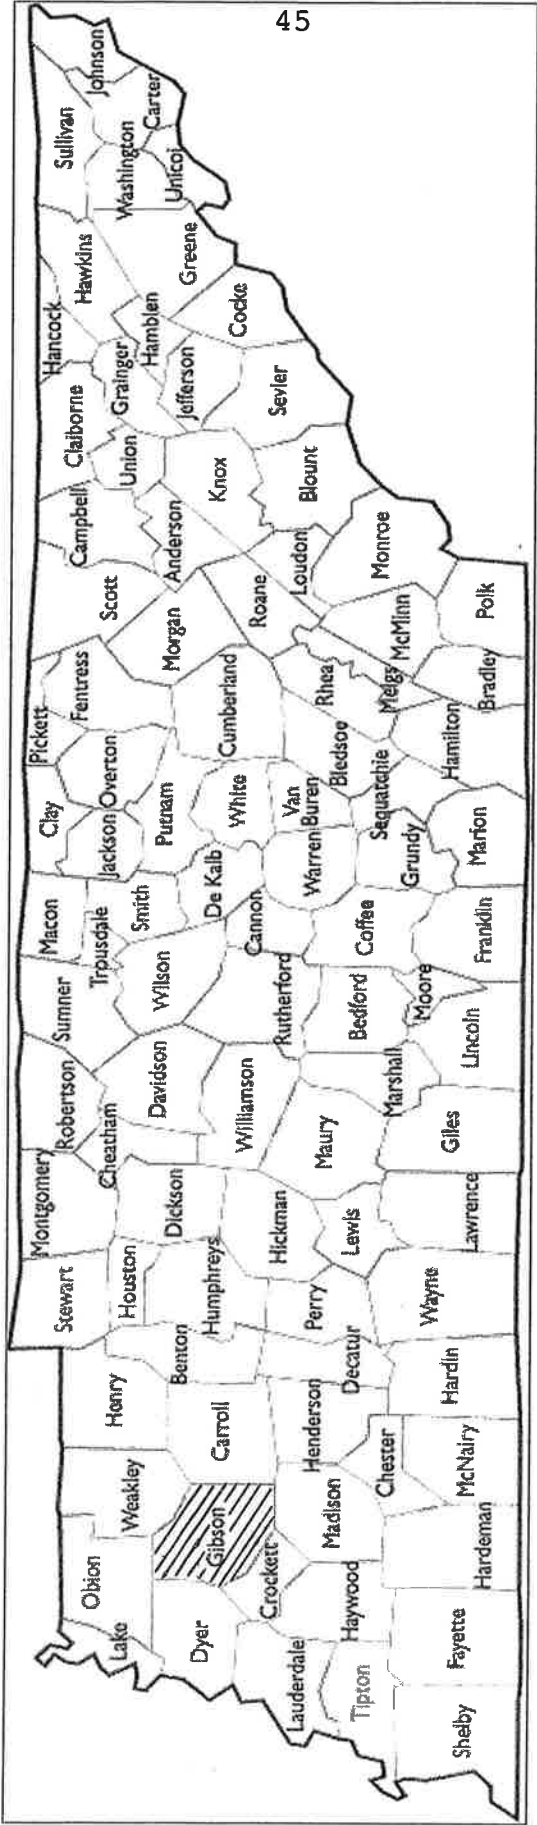 45
Johnson
Sullivan
Carter
Washington
Unicoi
Hawkins
Greene
Hancock
Hamblen
Cocke
Claiborne
Grainger
Jefferson
Sevier
Union
Knox
Blount
Campbell
Anderson
Loudon
Monroe
Scott
Roane
Morgan
McMinn
Polk
Pickett
Fentress
Cumberland
Rhea
Meigs
Bradley
Clay
Overton
Jackson
Putnam
White
Van
Buren
Bledsoe
Sequatchie
Hamilton
Macon
Trousdale
Smith
De Kalb
Cannon
Warren
Grundy
Marion
Sumner
Wilson
Rutherford
Coffee
Bedford
Moore
Franklin
Robertson
Cheatham
Davidson
Williamson
Marshall
Lincoln
Montgomery
Dickson
Hickman
Maury
Lewis
Giles
Lawrence
Stewart
Houston
Humphreys
Perry
Wayne
Benton
Decatur
Hardin
Henry
Carroll
Henderson
Chester
McNairy
Weakley
Gibson
Madison
Crockett
Hardeman
Obion
Lake
Dyer
Haywood
Lauderdale
Tipton
Fayette
Shelby